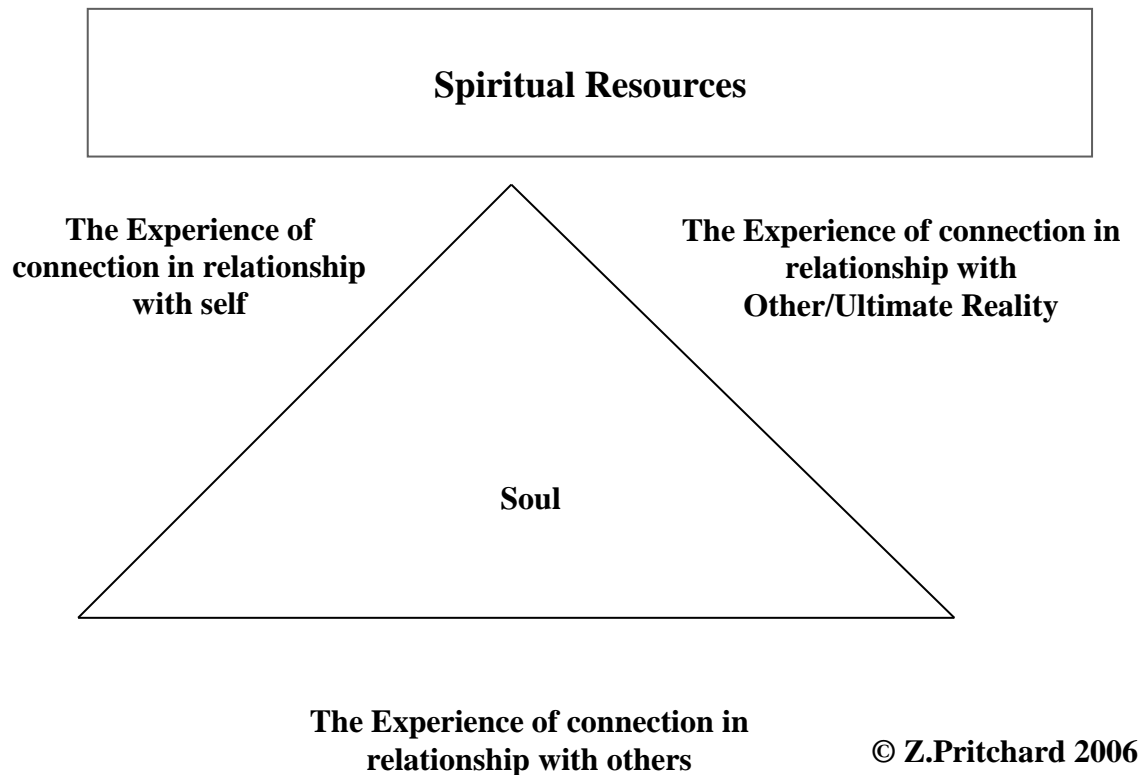 Spiritual Resources
The Experience of
connection in relationship
with self
The Experience of connection in
relationship with
Other/Ultimate Reality
Soul
The Experience of connection in
relationship with others
© Z.Pritchard 2006